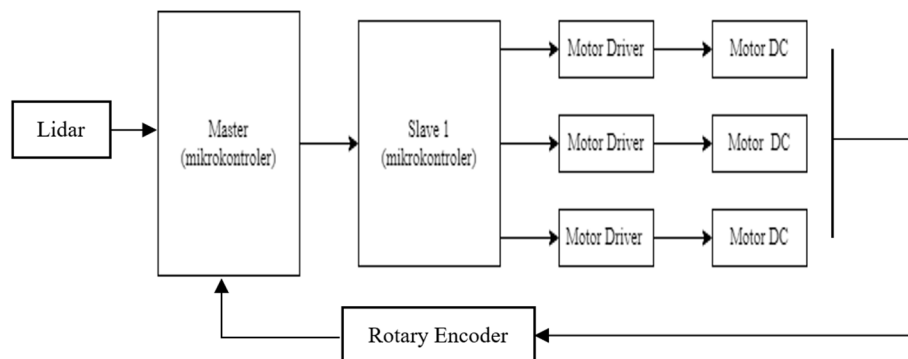 Lidar
Master
(mikrokontroler)
Slave 1
(mikrokontroler)
Motor Driver
Motor DC
Motor Driver
Motor DC
Motor Driver
Motor DC
Rotary Encoder